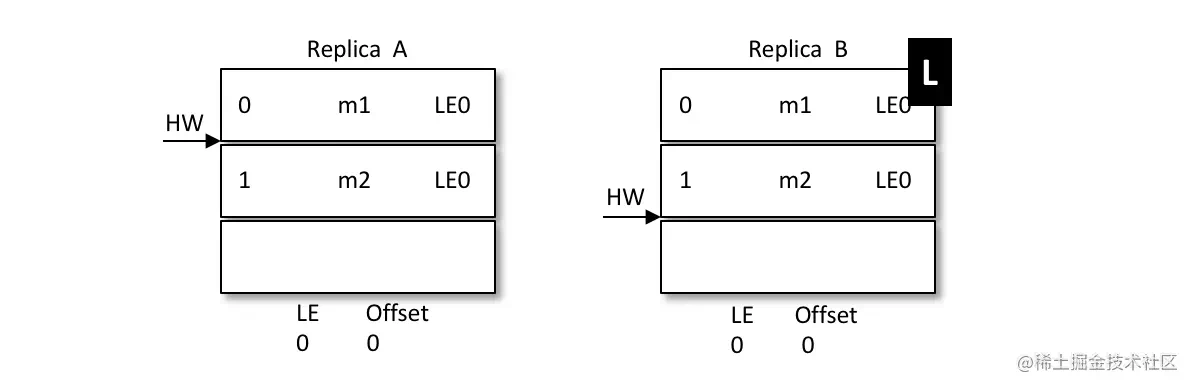 Replica A
0 m1 LE0
HW
1 m2 LE0
LE Offset
0 0
Replica B
L
0 m1 LE0
1 m2 LE0
HW
LE Offset
0 0
@稀土掘金技术社区